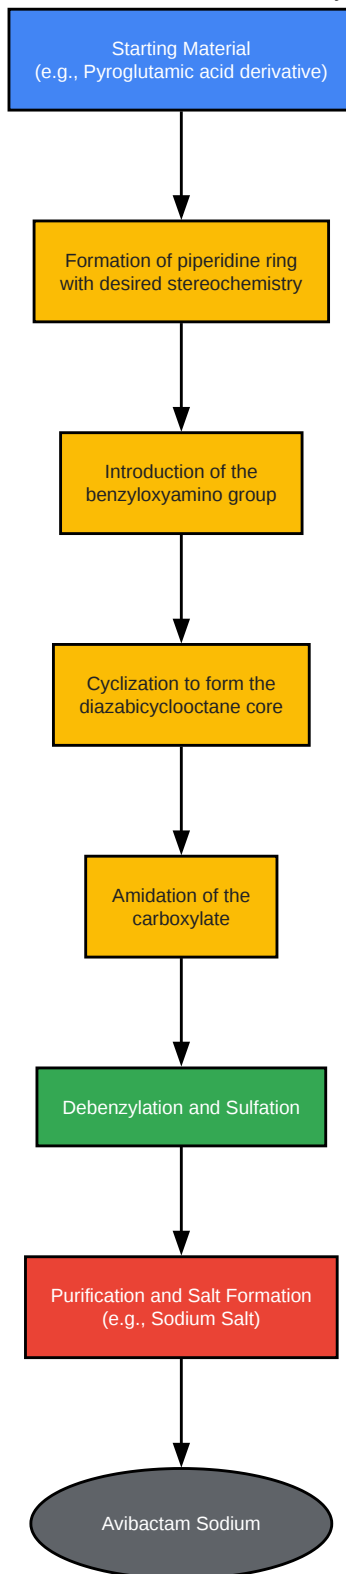 Starting Material
(e.g., Pyroglutamic acid derivative)
Formation of piperidine ring
with desired stereochemistry
Introduction of the
benzyloxyamino group
Cyclization to form the
diazabicyclooctane core
Amidation of the
carboxylate
Debenzylation and Sulfation
Purification and Salt Formation
(e.g., Sodium Salt)
Avibactam Sodium